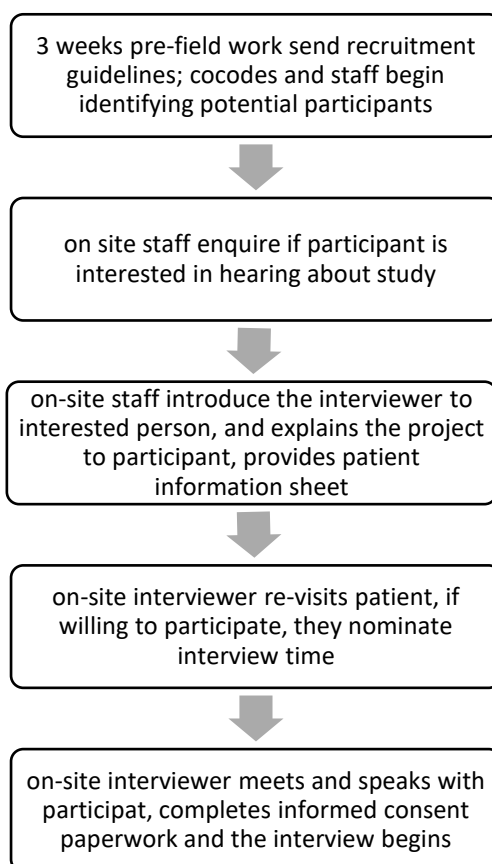 3 weeks pre-field work send recruitment
guidelines; cocodes and staff begin
identifying potential participants
on site staff enquire if participant is
interested in hearing about study
on-site staff introduce the interviewer to
interested person, and explains the project
to participant, provides patient
information sheet
on-site interviewer re-visits patient, if
willing to participate, they nominate
interview time
on-site interviewer meets and speaks with
participat, completes informed consent
paperwork and the interview begins